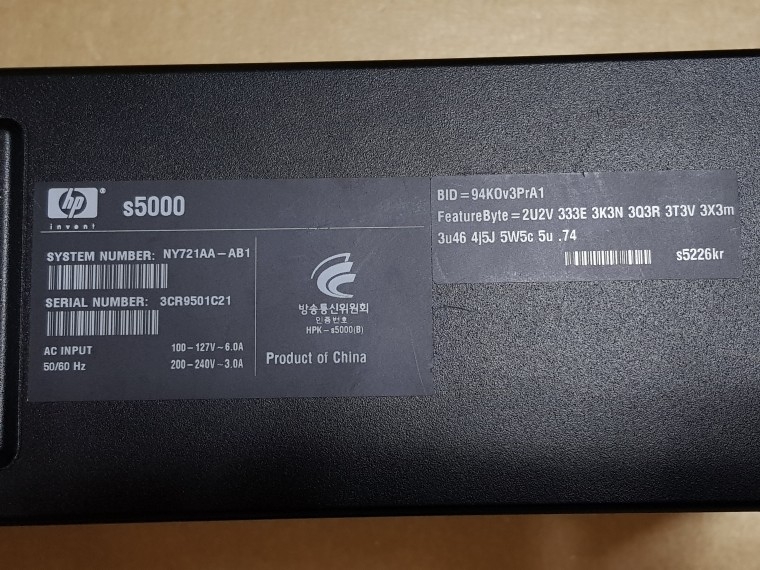 hp
invent
s5000
SYSTEM NUMBER: NY721AA-AB1
SERIAL NUMBER: 3CR9501C21
AC INPUT 100-127V~6.0A
50/60 Hz 200-240V~3.0A
방송통신위원회
인증번호
HPK-s5000(B)
Product of China
BID=94KOv3PrA1
FeatureByte=2U2V 333E 3K3N 3Q3R 3T3V 3X3m
3u46 4j5J 5W5c 5u .74
s5226kr